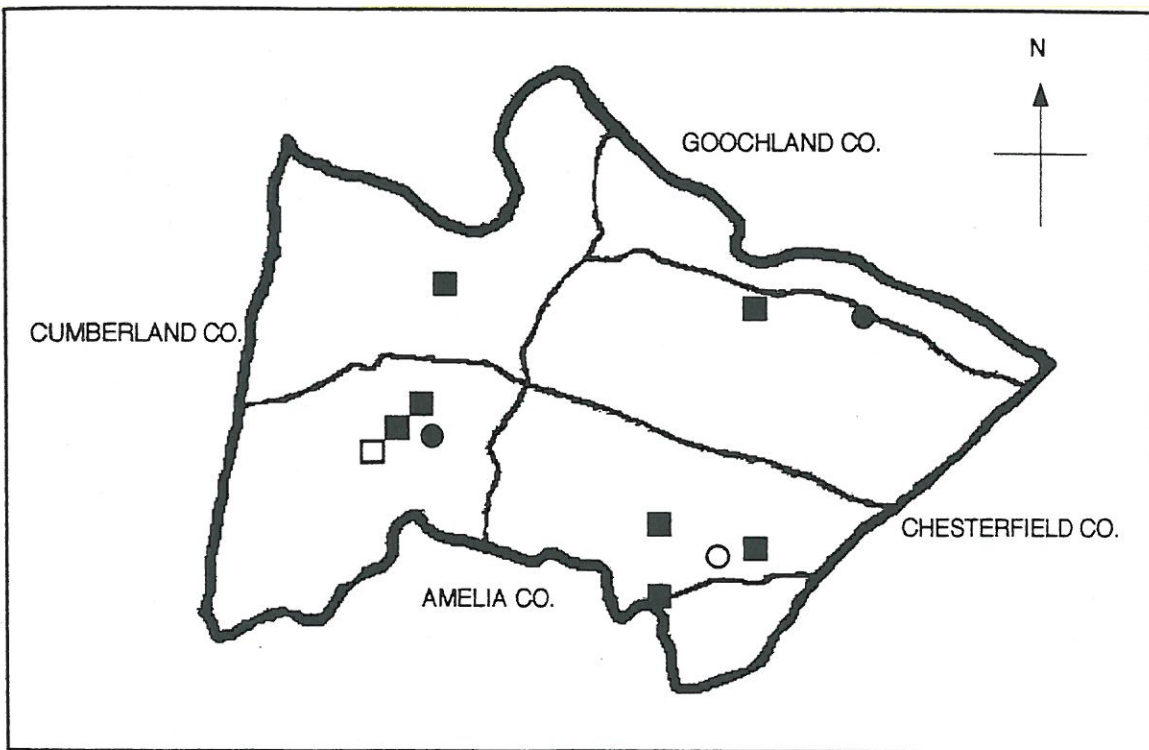 N
GOOCHLAND CO.
CUMBERLAND CO.
CHESTERFIELD CO.
AMELIA CO.